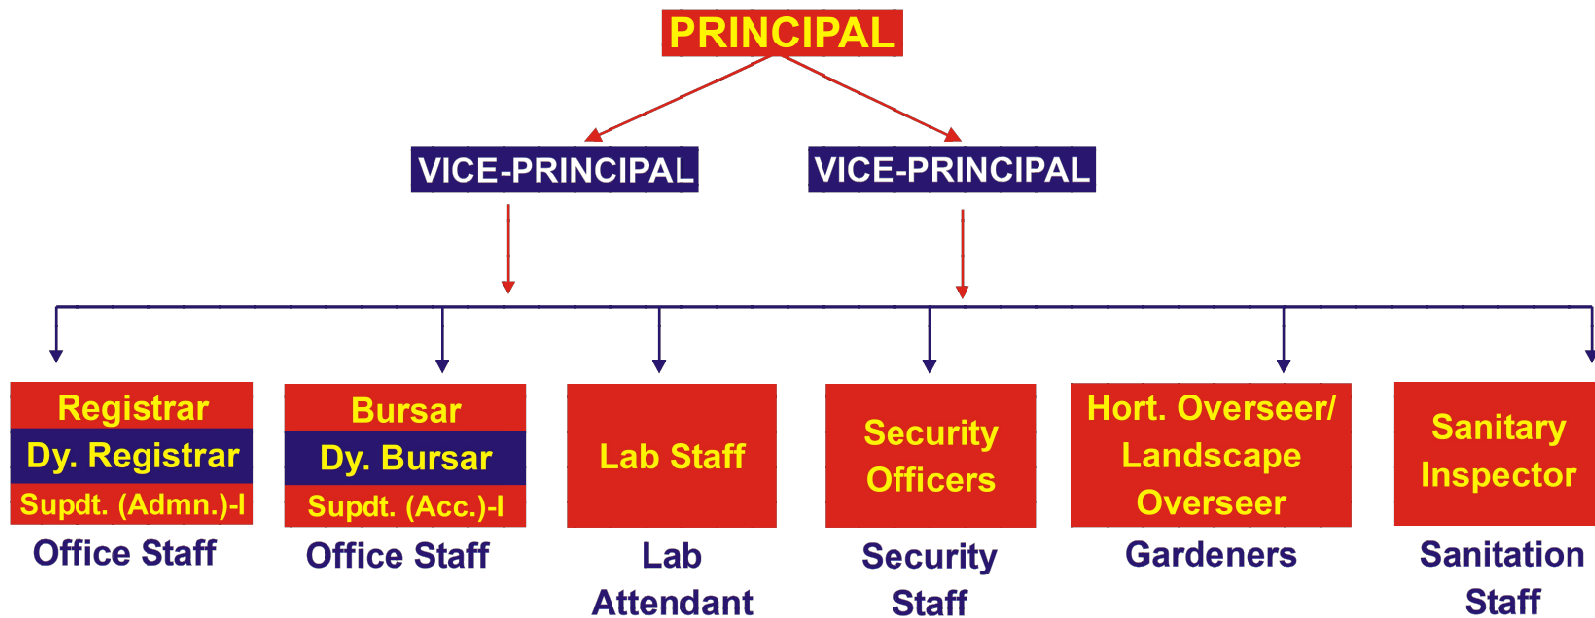 PRINCIPAL
VICE-PRINCIPAL
VICE-PRINCIPAL
Registrar
Dy. Registrar
Supdt. (Admn.)-I
Office Staff
Bursar
Dy. Bursar
Supdt. (Acc.)-I
Office Staff
Lab Staff
Lab
Attendant
Security
Officers
Security
Staff
Hort. Overseer/
Landscape
Overseer
Gardeners
Sanitary
Inspector
Sanitation
Staff